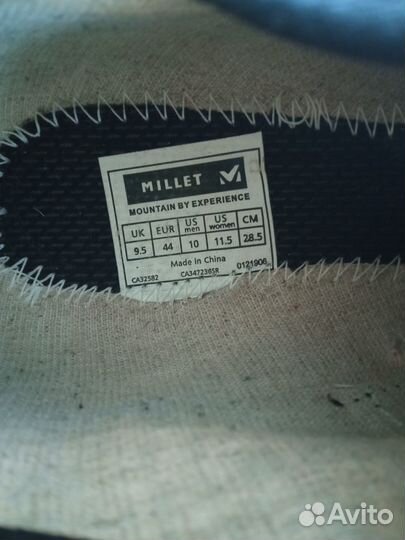 MILLET
MOUNTAIN BY EXPERIENCE
UK EUR US men US women CM
9.5 44 10 11.5 28.5
Made in China
CA32582 CA347236SR 0121906
Avito